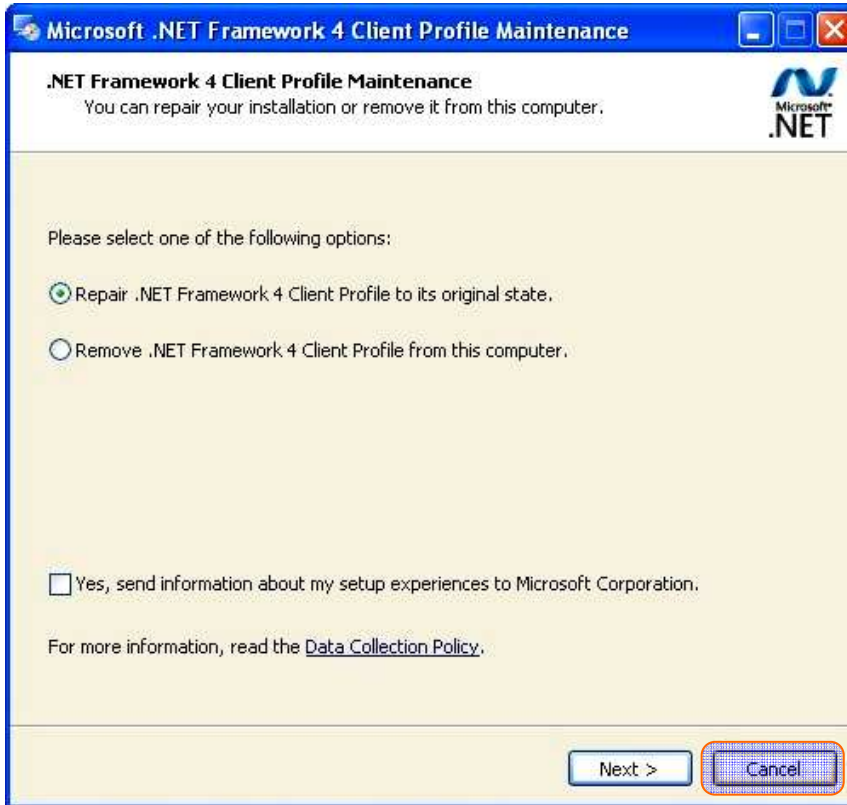 Microsoft .NET Framework 4 Client Profile Maintenance
.NET Framework 4 Client Profile Maintenance
You can repair your installation or remove it from this computer.
Microsoft®
.NET
Please select one of the following options:
Repair .NET Framework 4 Client Profile to its original state.
Remove .NET Framework 4 Client Profile from this computer.
Yes, send information about my setup experiences to Microsoft Corporation.
For more information, read the Data Collection Policy.
Next >
Cancel